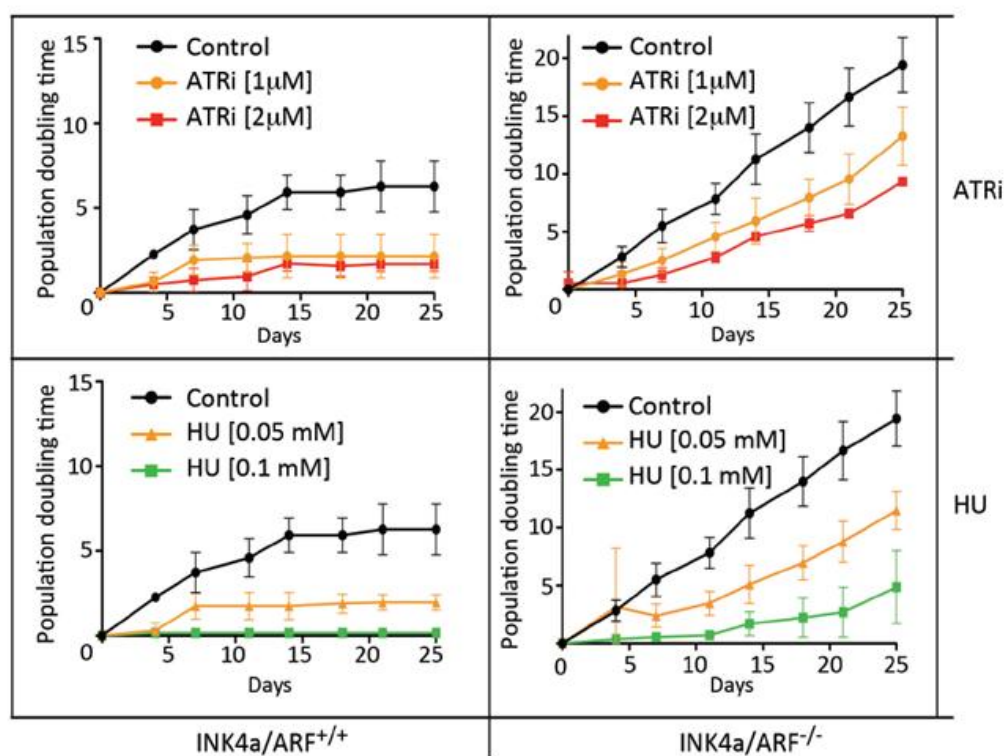 15
10
5
0
Population doubling time
Control
ATRi [1μM]
ATRi [2μM]
5
10
15
20
25
Days
20
15
10
5
0
Population doubling time
Control
ATRi [1μM]
ATRi [2μM]
5
10
15
20
25
Days
ATRi
15
10
5
0
Population doubling time
Control
HU [0.05 mM]
HU [0.1 mM]
5
10
15
20
25
Days
20
15
10
5
0
Population doubling time
Control
HU [0.05 mM]
HU [0.1 mM]
5
10
15
20
25
Days
HU
INK4a/ARF+/+
INK4a/ARF-/-